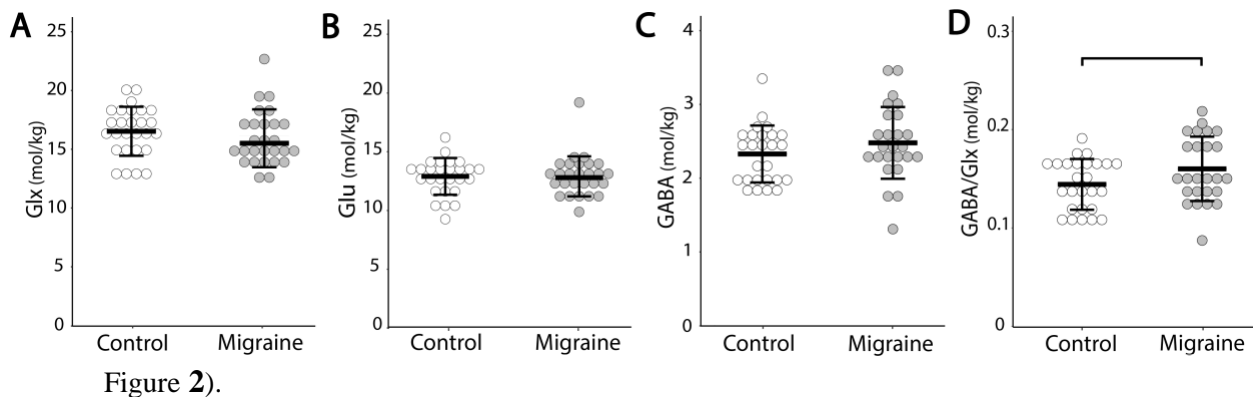 A
B
C
D
25
20
15
10
5
0
Glx (mol/kg)
Control Migraine
25
20
15
10
5
0
Glu (mol/kg)
Control Migraine
4
3
2
1
0
GABA (mol/kg)
Control Migraine
0.3
0.2
0.1
0
GABA/Glx (mol/kg)
Control Migraine
Figure 2).